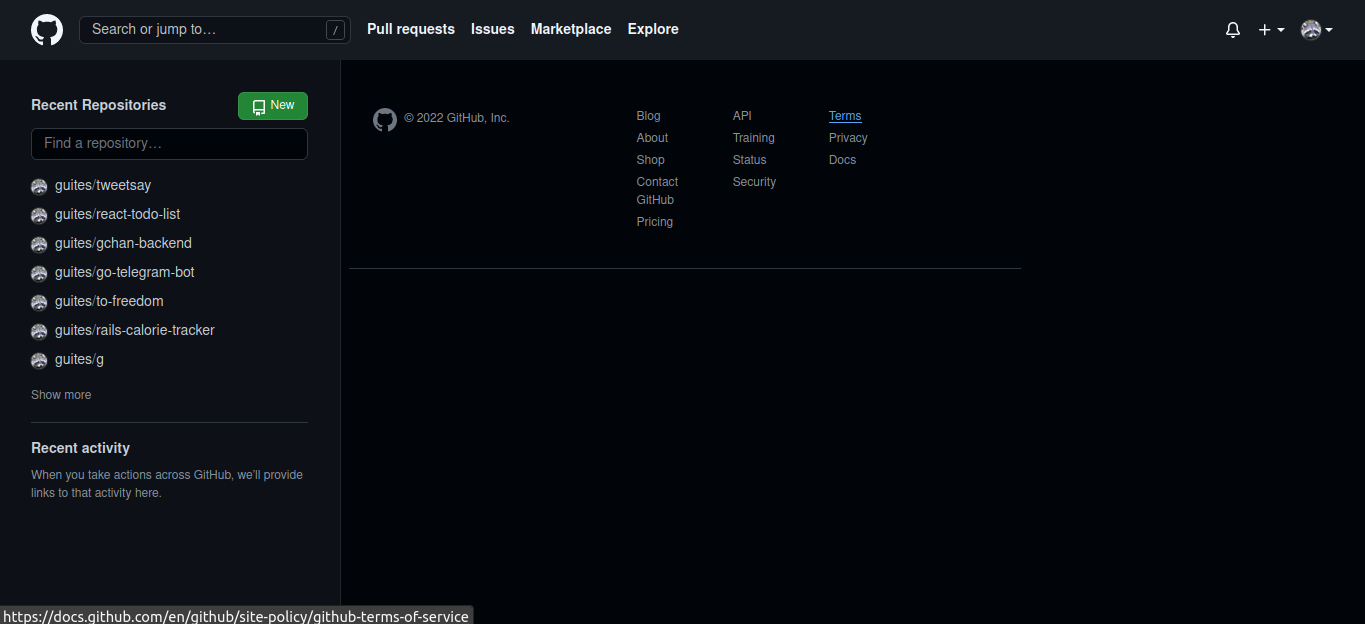 Search or jump to… /
Pull requests
Issues
Marketplace
Explore
Recent Repositories
New
Find a repository…
guites/tweetsay
guites/react-todo-list
guites/gchan-backend
guites/go-telegram-bot
guites/to-freedom
guites/rails-calorie-tracker
guites/g
Show more
Recent activity
When you take actions across GitHub, we’ll provide
links to that activity here.
© 2022 GitHub, Inc.
Blog
About
Shop
Contact
GitHub
Pricing
API
Training
Status
Security
Terms
Privacy
Docs
https://docs.github.com/en/github/site-policy/github-terms-of-service